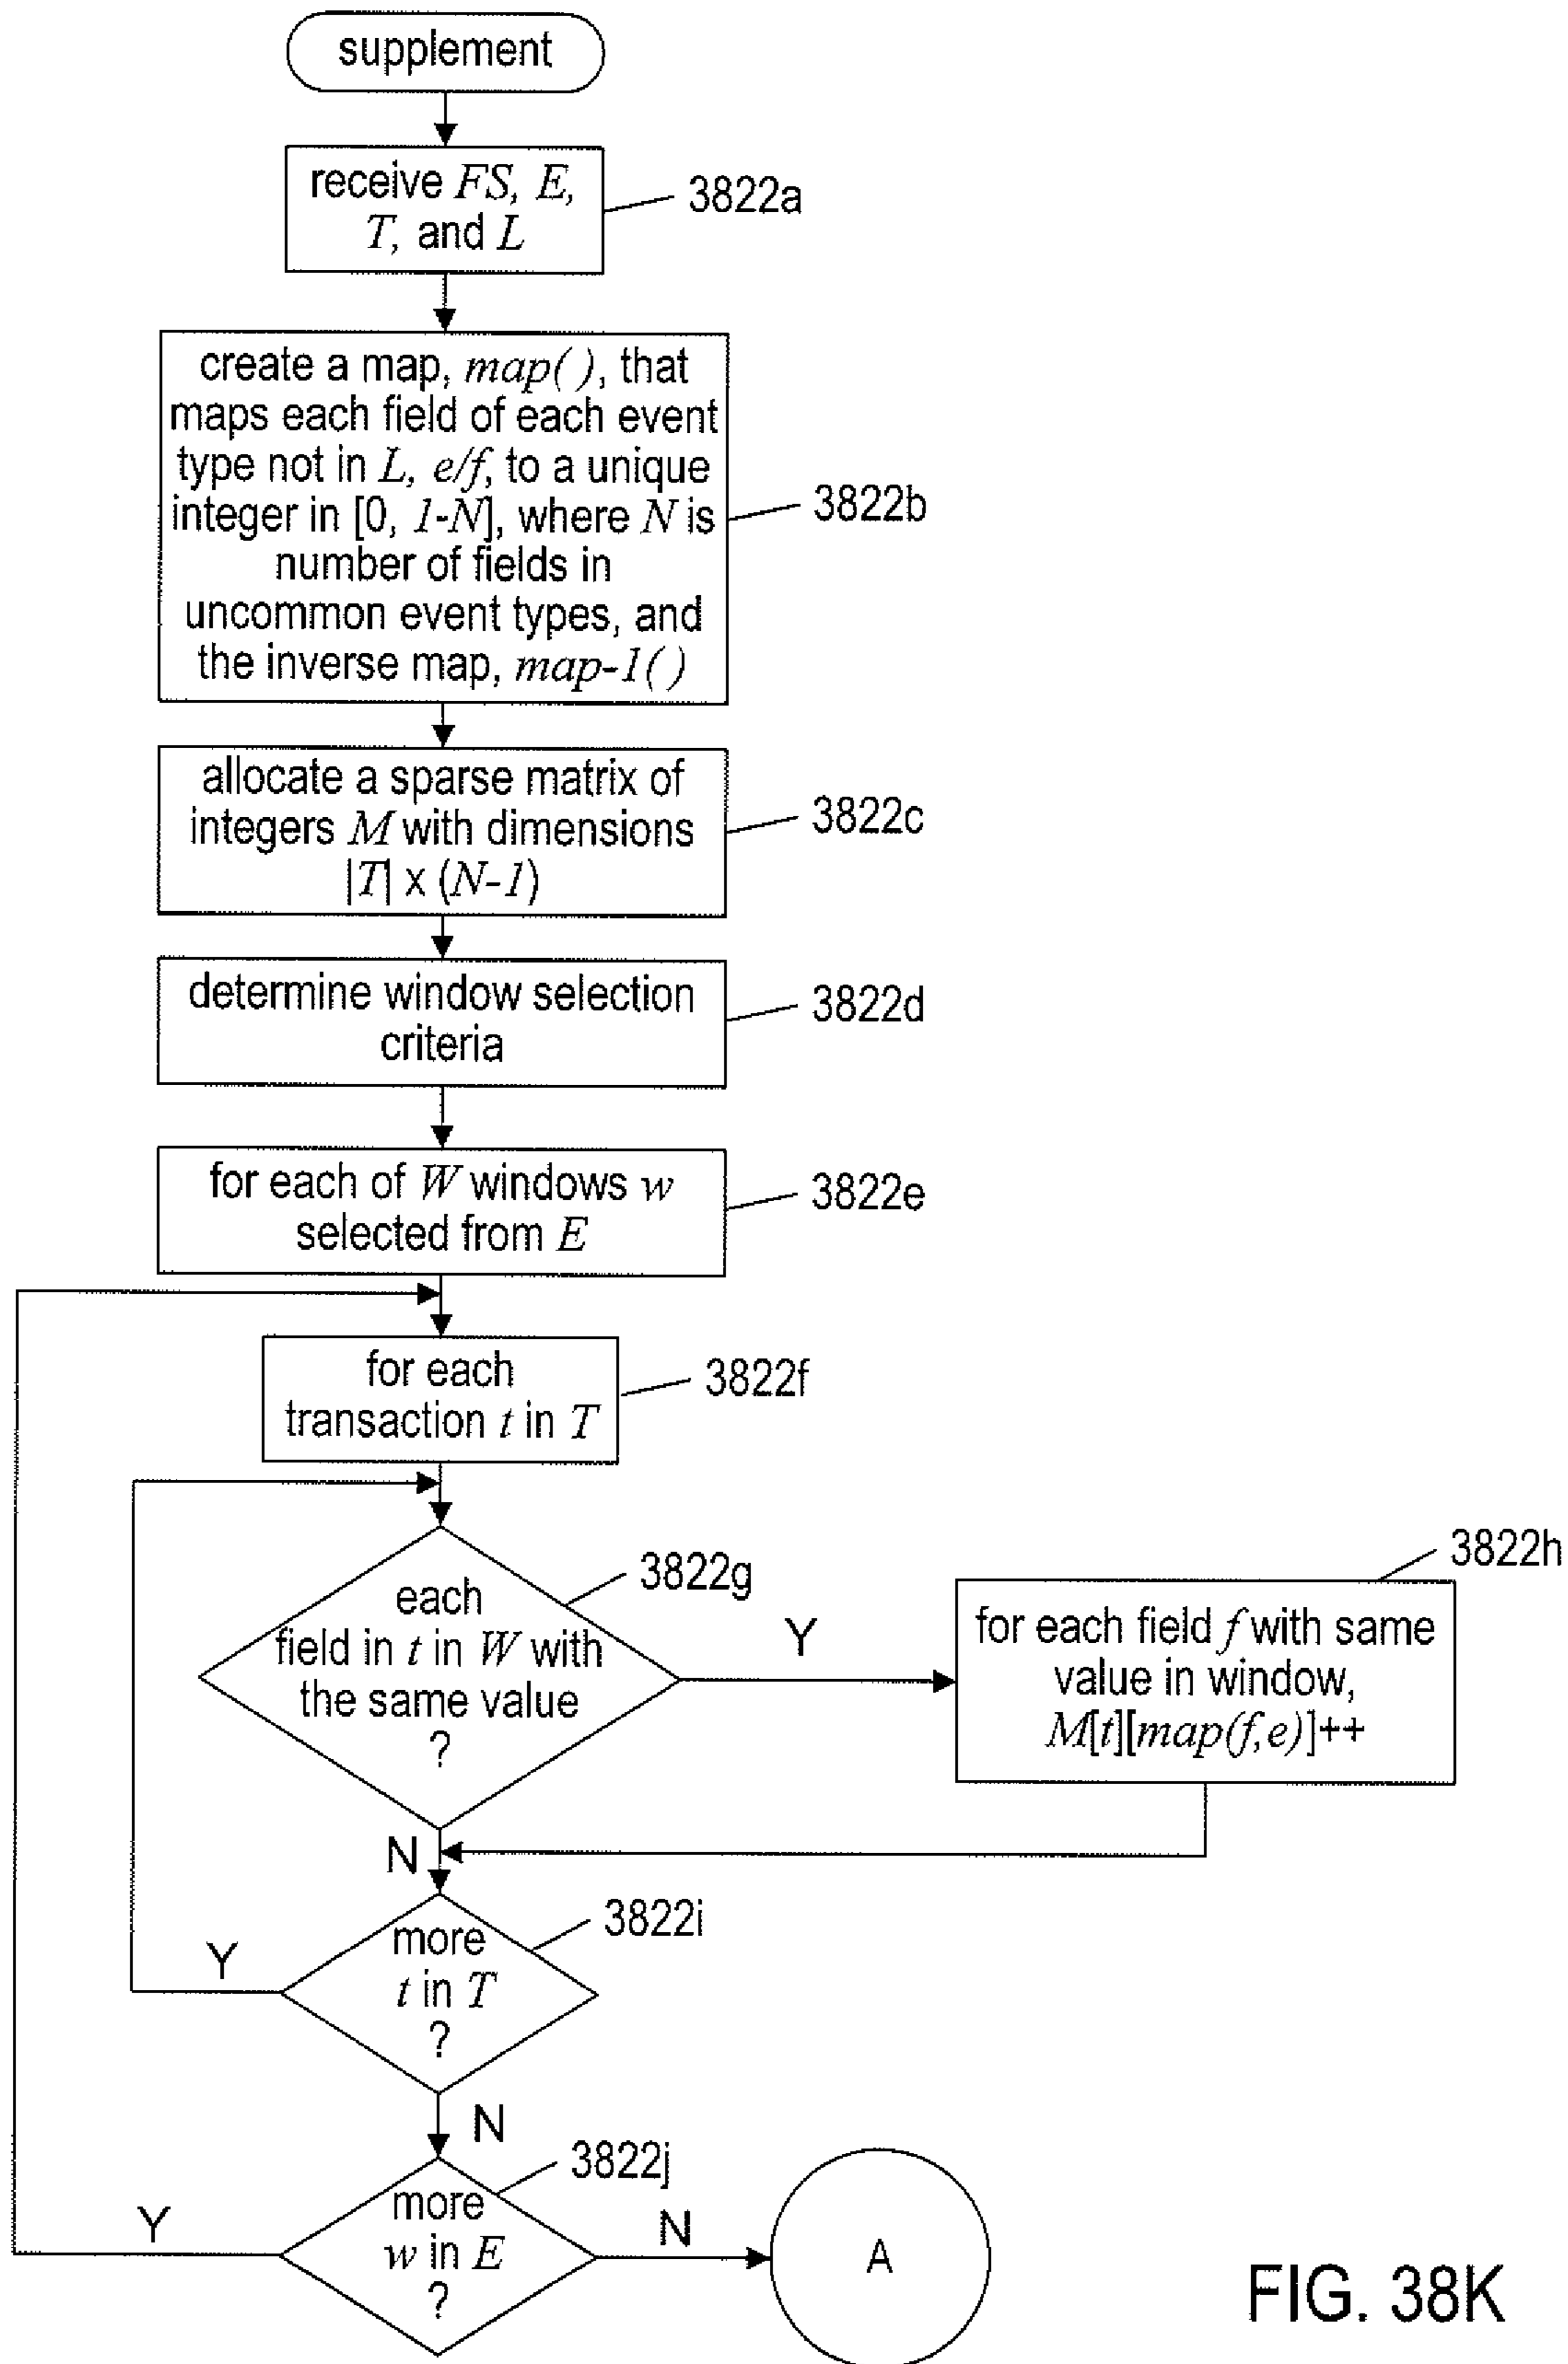 supplement
receive FS, E,
T, and L
3822a
create a map, map( ), that
maps each field of each event
type not in L, e/f, to a unique
integer in [0, 1-N], where N is
number of fields in
uncommon event types, and
the inverse map, map-1( )
3822b
allocate a sparse matrix of
integers M with dimensions
|T| x (N-1)
3822c
determine window selection
criteria
3822d
for each of W windows w
selected from E
3822e
for each
transaction t in T
3822f
each
field in t in W with
the same value
?
3822g
Y
for each field f with same
value in window,
M[t][map(f,e)]++
3822h
N
more
t in T
?
3822i
Y
N
more
w in E
?
3822j
Y
N
A
FIG. 38K